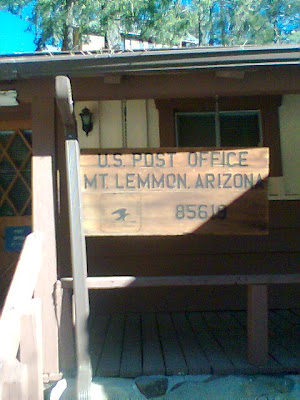 U.S. POST OFFICE
MT. LEMMON, ARIZONA
85619